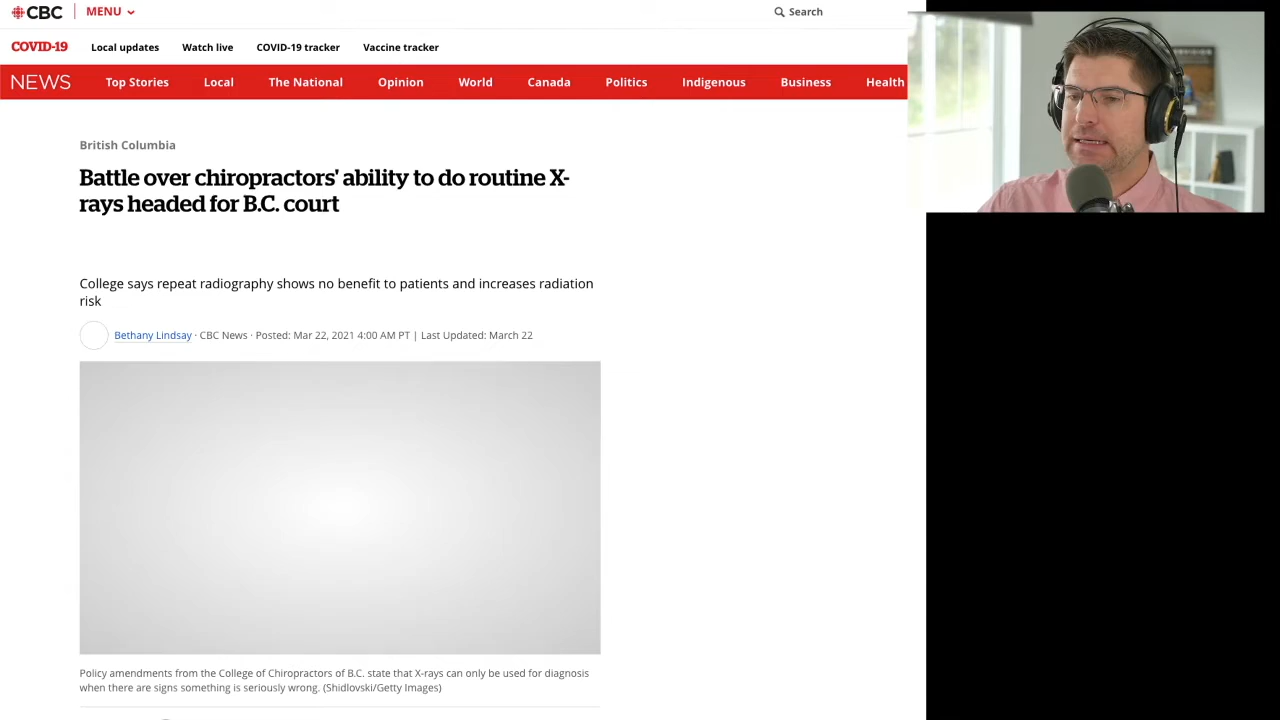 CBC MENU Search
COVID-19 Local updates Watch live COVID-19 tracker Vaccine tracker
NEWS Top Stories Local The National Opinion World Canada Politics Indigenous Business Health
British Columbia
Battle over chiropractors' ability to do routine X-
rays headed for B.C. court
College says repeat radiography shows no benefit to patients and increases radiation
risk
Bethany Lindsay · CBC News · Posted: Mar 22, 2021 4:00 AM PT | Last Updated: March 22
Policy amendments from the College of Chiropractors of B.C. state that X-rays can only be used for diagnosis
when there are signs something is seriously wrong. (Shidlovski/Getty Images)